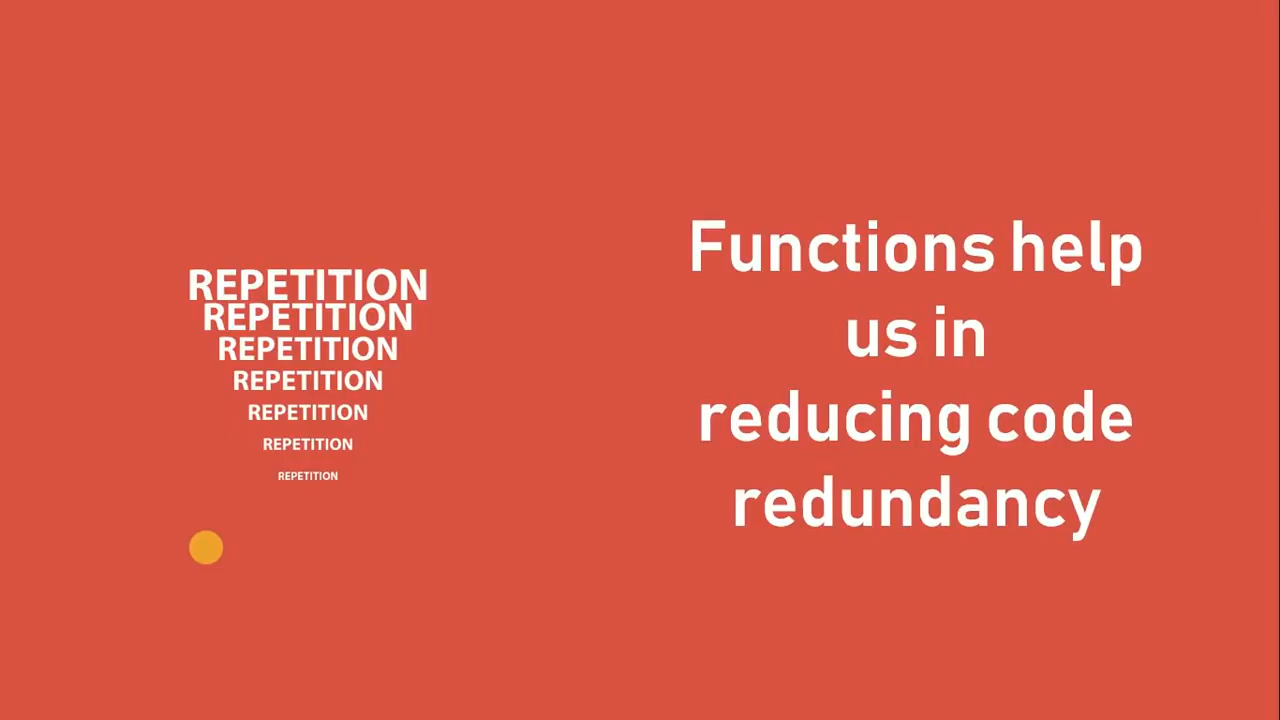 REPETITION
REPETITION
REPETITION
REPETITION
REPETITION
REPETITION
REPETITION
Functions help
us in
reducing code
redundancy